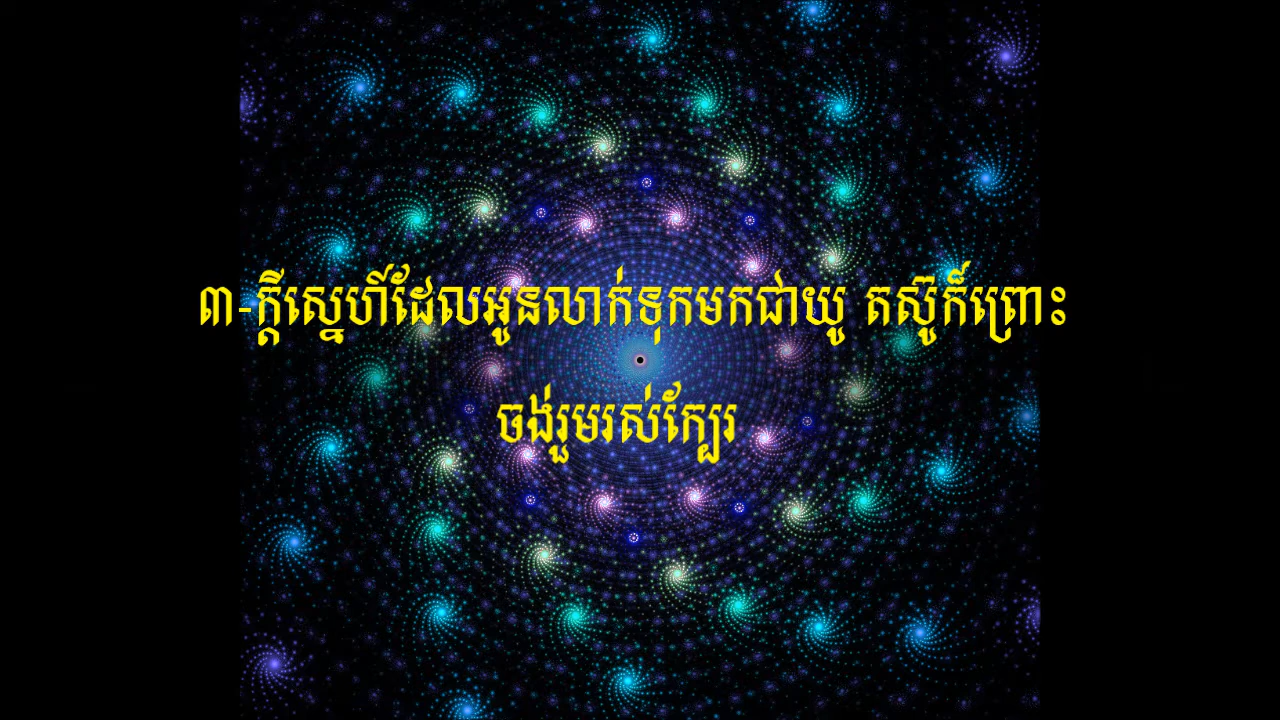 ៣-ក្តីស្នេហ៍ដែលអូនលាក់ទុកមកជាយូ តស៊ូក៏ព្រោះ
ចង់រួមរស់ក្បែរ